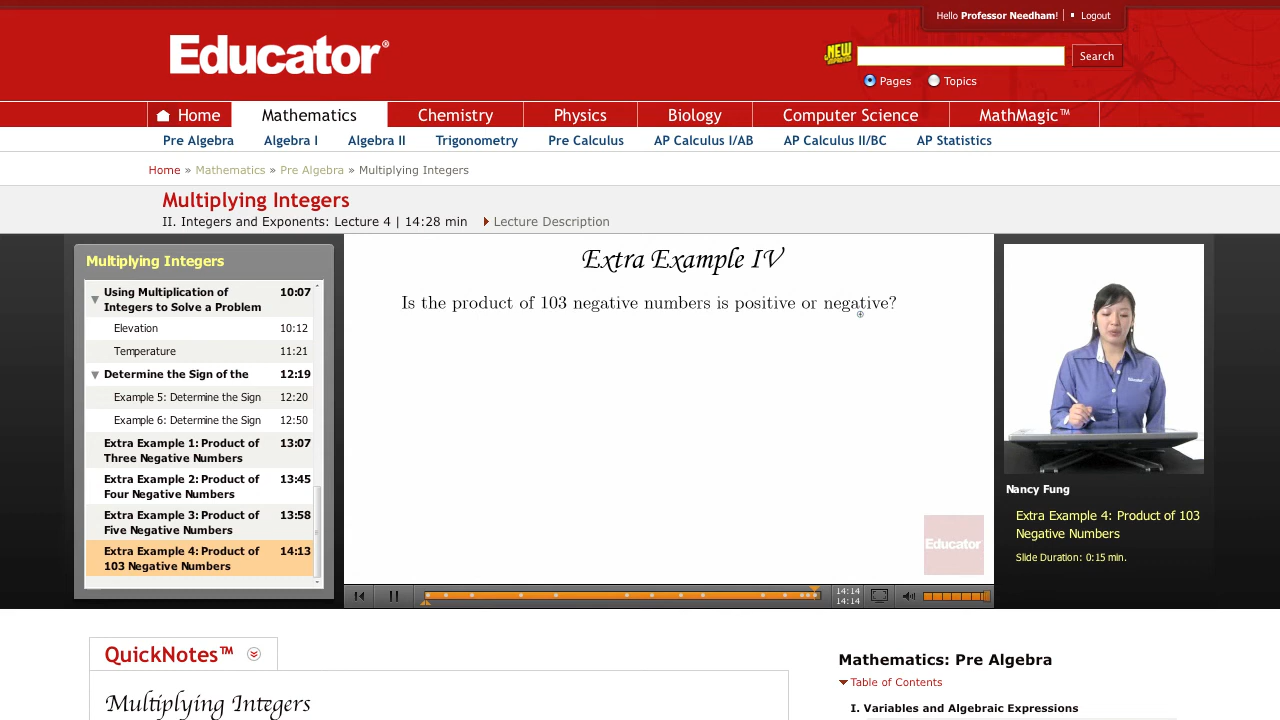 Hello Professor Needham!
Logout
Educator®
NEW
Search
Pages
Topics
Home
Mathematics
Chemistry
Physics
Biology
Computer Science
MathMagic™
Pre Algebra
Algebra I
Algebra II
Trigonometry
Pre Calculus
AP Calculus I/AB
AP Calculus II/BC
AP Statistics
Home » Mathematics » Pre Algebra » Multiplying Integers
Multiplying Integers
II. Integers and Exponents: Lecture 4 | 14:28 min
Lecture Description
Multiplying Integers
Using Multiplication of 10:07
Integers to Solve a Problem
Elevation 10:12
Temperature 11:21
Determine the Sign of the 12:19
Example 5: Determine the Sign 12:20
Example 6: Determine the Sign 12:50
Extra Example 1: Product of 13:07
Three Negative Numbers
Extra Example 2: Product of 13:45
Four Negative Numbers
Extra Example 3: Product of 13:58
Five Negative Numbers
Extra Example 4: Product of 14:13
103 Negative Numbers
Extra Example IV
Is the product of 103 negative numbers is positive or negative?
Educator
14:14
14:14
Educator
Nancy Fung
Extra Example 4: Product of 103
Negative Numbers
Slide Duration: 0:15 min.
QuickNotes™
Multiplying Integers
Mathematics: Pre Algebra
Table of Contents
I. Variables and Algebraic Expressions